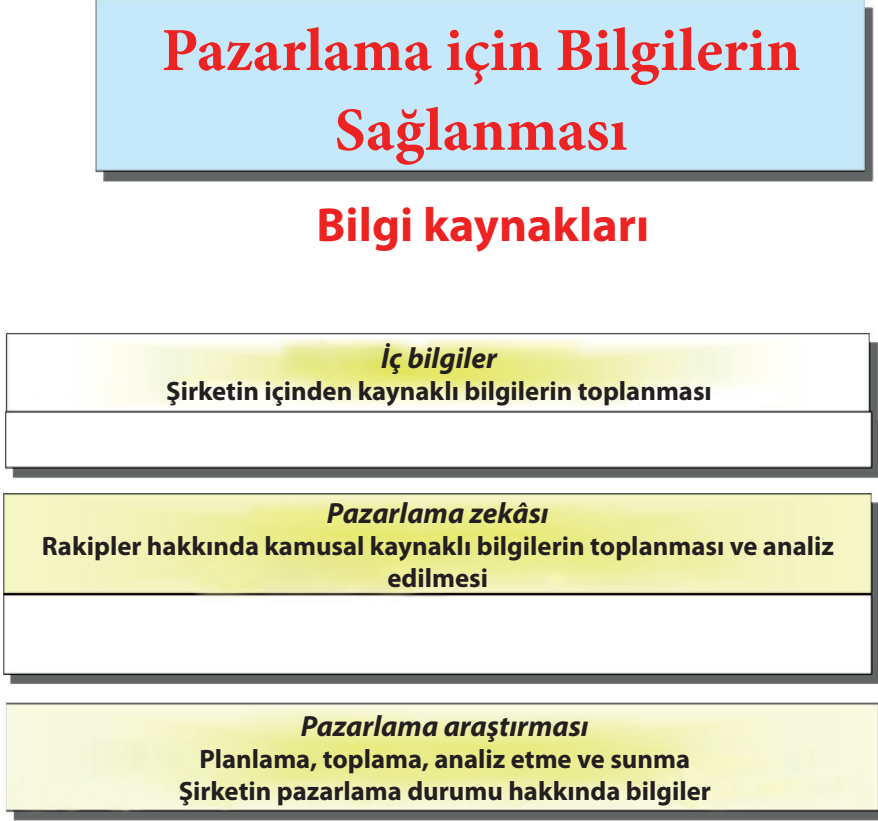 Pazarlama için Bilgilerin
Sağlanması
Bilgi kaynakları
İç bilgiler
Şirketin içinden kaynaklı bilgilerin toplanması
Pazarlama zekâsı
Rakipler hakkında kamusal kaynaklı bilgilerin toplanması ve analiz
edilmesi
Pazarlama araştırması
Planlama, toplama, analiz etme ve sunma
Şirketin pazarlama durumu hakkında bilgiler